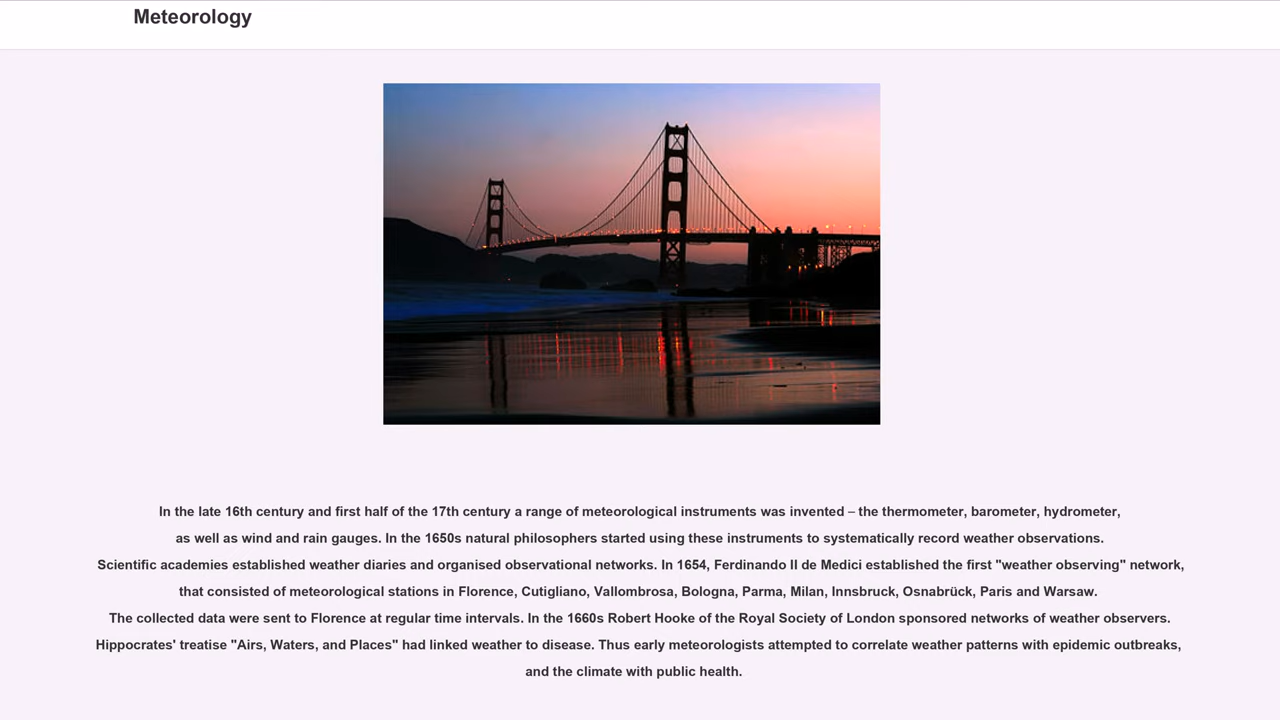 Meteorology
In the late 16th century and first half of the 17th century a range of meteorological instruments was invented – the thermometer, barometer, hydrometer,
as well as wind and rain gauges. In the 1650s natural philosophers started using these instruments to systematically record weather observations.
Scientific academies established weather diaries and organised observational networks. In 1654, Ferdinando II de Medici established the first "weather observing" network,
that consisted of meteorological stations in Florence, Cutigliano, Vallombrosa, Bologna, Parma, Milan, Innsbruck, Osnabrück, Paris and Warsaw.
The collected data were sent to Florence at regular time intervals. In the 1660s Robert Hooke of the Royal Society of London sponsored networks of weather observers.
Hippocrates' treatise "Airs, Waters, and Places" had linked weather to disease. Thus early meteorologists attempted to correlate weather patterns with epidemic outbreaks,
and the climate with public health.